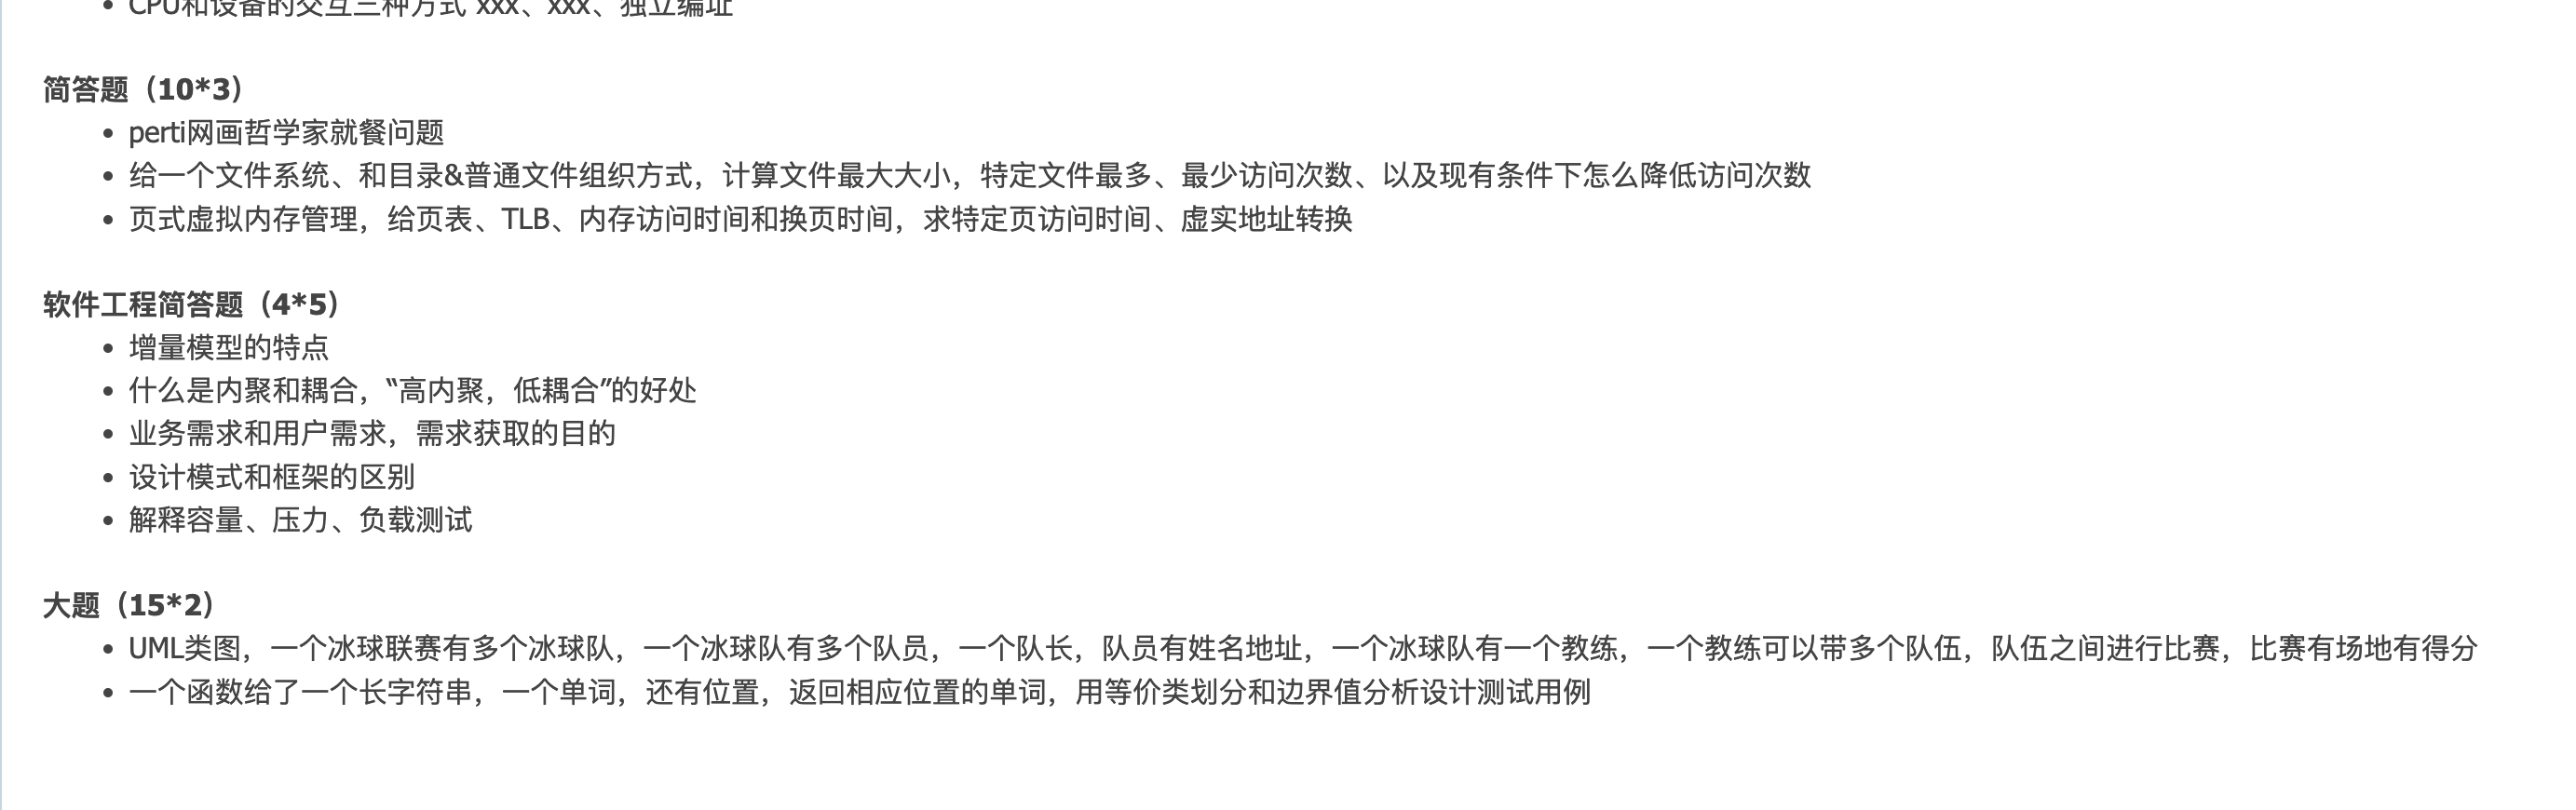 CPU和设备的交互三种方式 xxx、xxx、独立编址
简答题（10*3）
perti网画哲学家就餐问题
给一个文件系统、和目录&普通文件组织方式，计算文件最大大小，特定文件最多、最少访问次数、以及现有条件下怎么降低访问次数
页式虚拟内存管理，给页表、TLB、内存访问时间和换页时间，求特定页访问时间、虚实地址转换
软件工程简答题（4*5）
增量模型的特点
什么是内聚和耦合，“高内聚，低耦合”的好处
业务需求和用户需求，需求获取的目的
设计模式和框架的区别
解释容量、压力、负载测试
大题（15*2）
UML类图，一个冰球联赛有多个冰球队，一个冰球队有多个队员，一个队长，队员有姓名地址，一个冰球队有一个教练，一个教练可以带多个队伍，队伍之间进行比赛，比赛有场地有得分
一个函数给了一个长字符串，一个单词，还有位置，返回相应位置的单词，用等价类划分和边界值分析设计测试用例